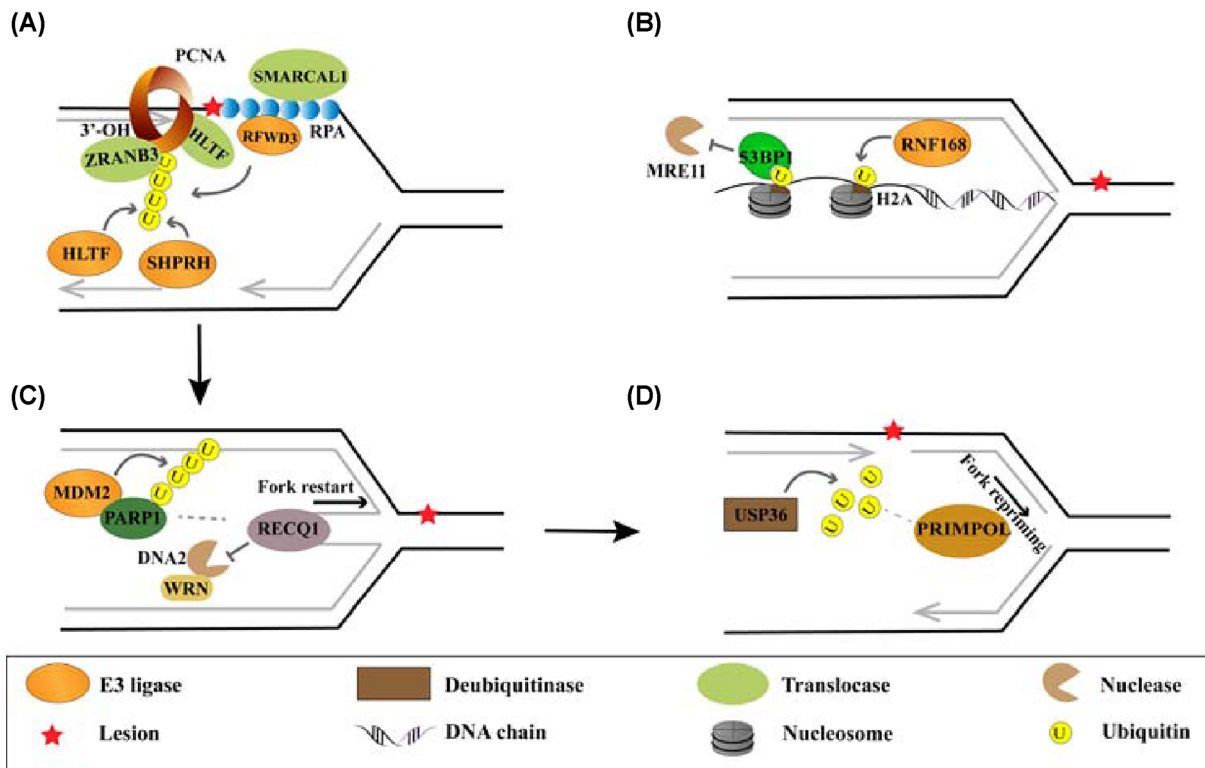 (A)
PCNA
SMARCAL1
3'-OH
HLTF
RFWD3
RPA
ZRANB3
U
U
U
U
HLTF
SHPRH
(B)
RNF168
53BP1
MRE11
U
U
H2A
(C)
U
U
U
U
MDM2
PARP1
Fork restart
RECQ1
DNA2
WRN
(D)
USP36
U
U
U
U
U
PRIMPOL
Fork reprimming
E3 ligase
Deubiquitinase
Translocase
Nuclease
Lesion
DNA chain
Nucleosome
U
Ubiquitin